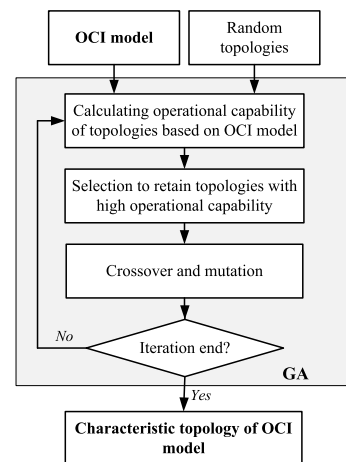 OCI model
Random
topologies
Calculating operational capability
of topologies based on OCI model
Selection to retain topologies with
high operational capability
Crossover and mutation
Iteration end?
No
GA
Yes
Characteristic topology of OCI
model